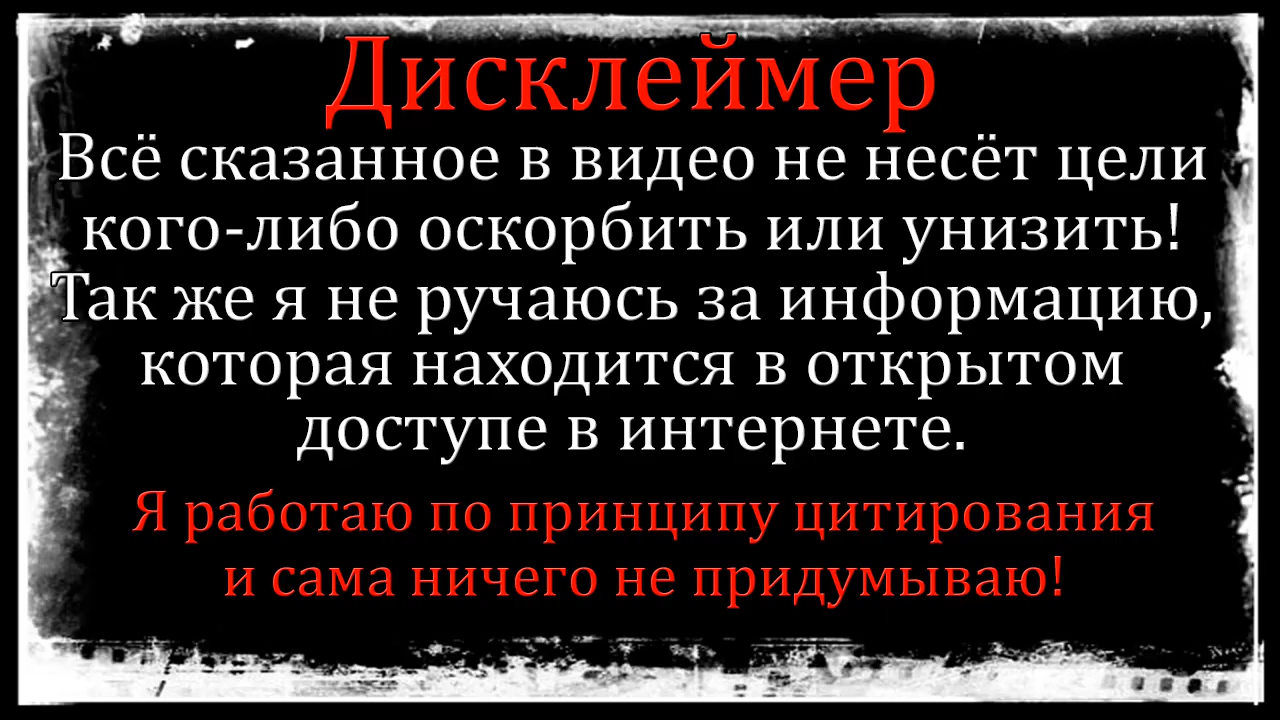 Дисклеймер
Всё сказанное в видео не несёт цели
кого-либо оскорбить или унизить!
Так же я не ручаюсь за информацию,
которая находится в открытом
доступе в интернете.
Я работаю по принципу цитирования
и сама ничего не придумываю!